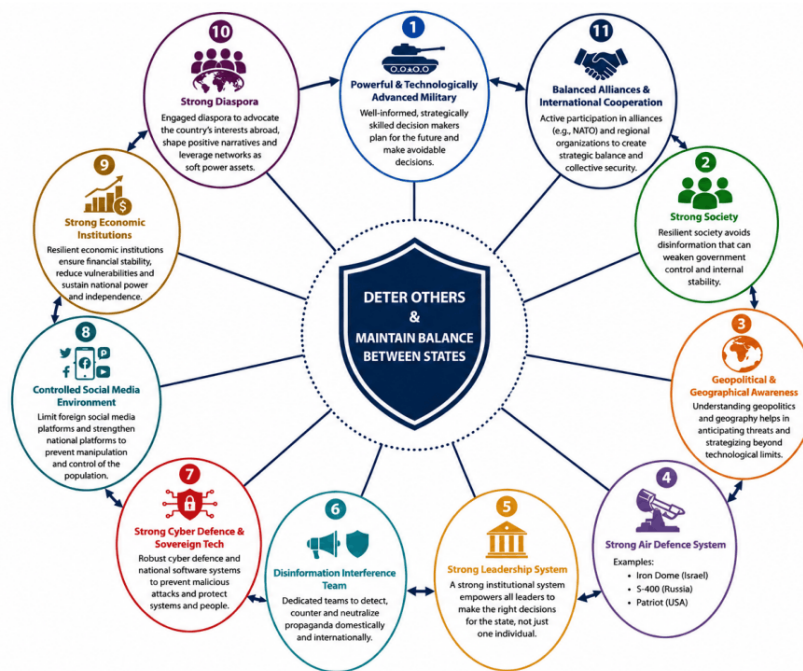 10
Strong Diaspora
Engaged diaspora to advocate
the country's interests abroad,
shape positive narratives and
leverage networks as
soft power assets.
1
Powerful & Technologically
Advanced Military
Well-informed, strategically
skilled decision makers
plan for the future and
make avoidable
decisions.
11
Balanced Alliances &
International Cooperation
Active participation in alliances
(e.g., NATO) and regional
organizations to create
strategic balance and
collective security.
9
Strong Economic
Institutions
Resilient economic institutions
ensure financial stability,
reduce vulnerabilities and
sustain national power
and independence.
2
Strong Society
Resilient society avoids
disinformation that can
weaken government
control and internal
stability.
DETER OTHERS
&
MAINTAIN BALANCE
BETWEEN STATES
8
Controlled Social Media
Environment
Limit foreign social media
platforms and strengthen
national platforms to
prevent manipulation
and control of the
population.
3
Geopolitical &
Geographical Awareness
Understanding geopolitics
and geography helps in
anticipating threats and
strategizing beyond
technological limits.
7
Strong Cyber Defence &
Sovereign Tech
Robust cyber defence and
national software systems
to prevent malicious
attacks and protect
systems and people.
6
Disinformation Interference
Team
Dedicated teams to detect,
counter and neutralize
propaganda domestically
and internationally.
5
Strong Leadership System
A strong institutional system
empowers all leaders to
make the right decisions
for the state, not just
one individual.
4
Strong Air Defence System
Examples:
• Iron Dome (Israel)
• S-400 (Russia)
• Patriot (USA)